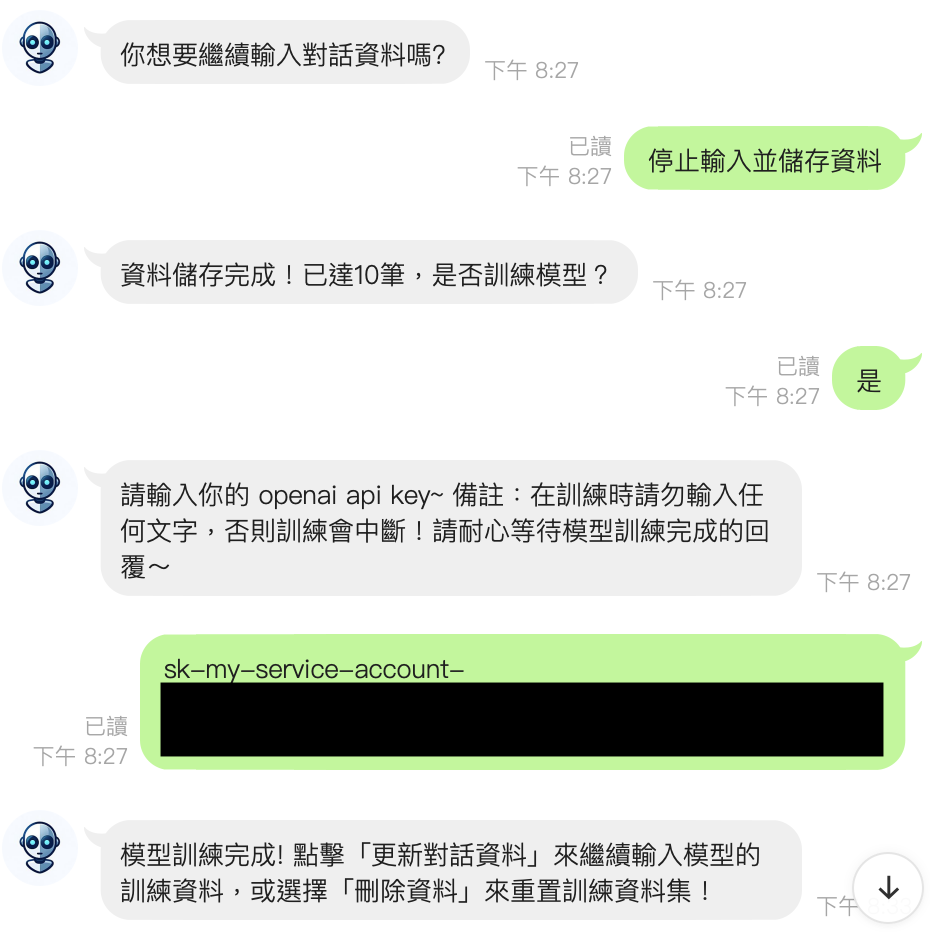 你想要繼續輸入對話資料嗎?
下午 8:27
已讀
下午 8:27
停止輸入並儲存資料
資料儲存完成！已達10筆，是否訓練模型？
下午 8:27
已讀
下午 8:27
是
請輸入你的 openai api key~ 備註：在訓練時請勿輸入任
何文字，否則訓練會中斷！請耐心等待模型訓練完成的回
覆～
下午 8:27
sk-my-service-account-
已讀
下午 8:27
模型訓練完成! 點擊「更新對話資料」來繼續輸入模型的
訓練資料，或選擇「刪除資料」來重置訓練資料集！
下午